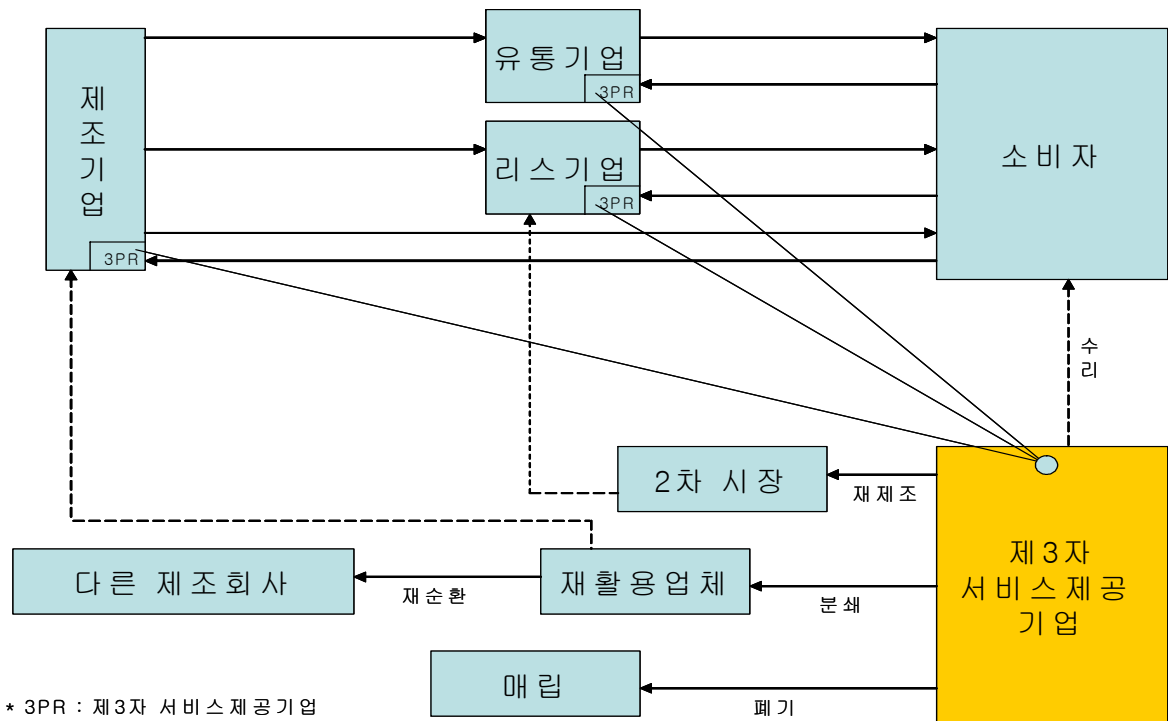 유통기업
3PR
제
조
기
업
3PR
리스기업
3PR
소비자
수
리
2차 시장
재제조
제3자
서비스제공
기업
다른 제조회사
재순환
재활용업체
분쇄
매립
폐기
* 3PR : 제3자 서비스제공기업